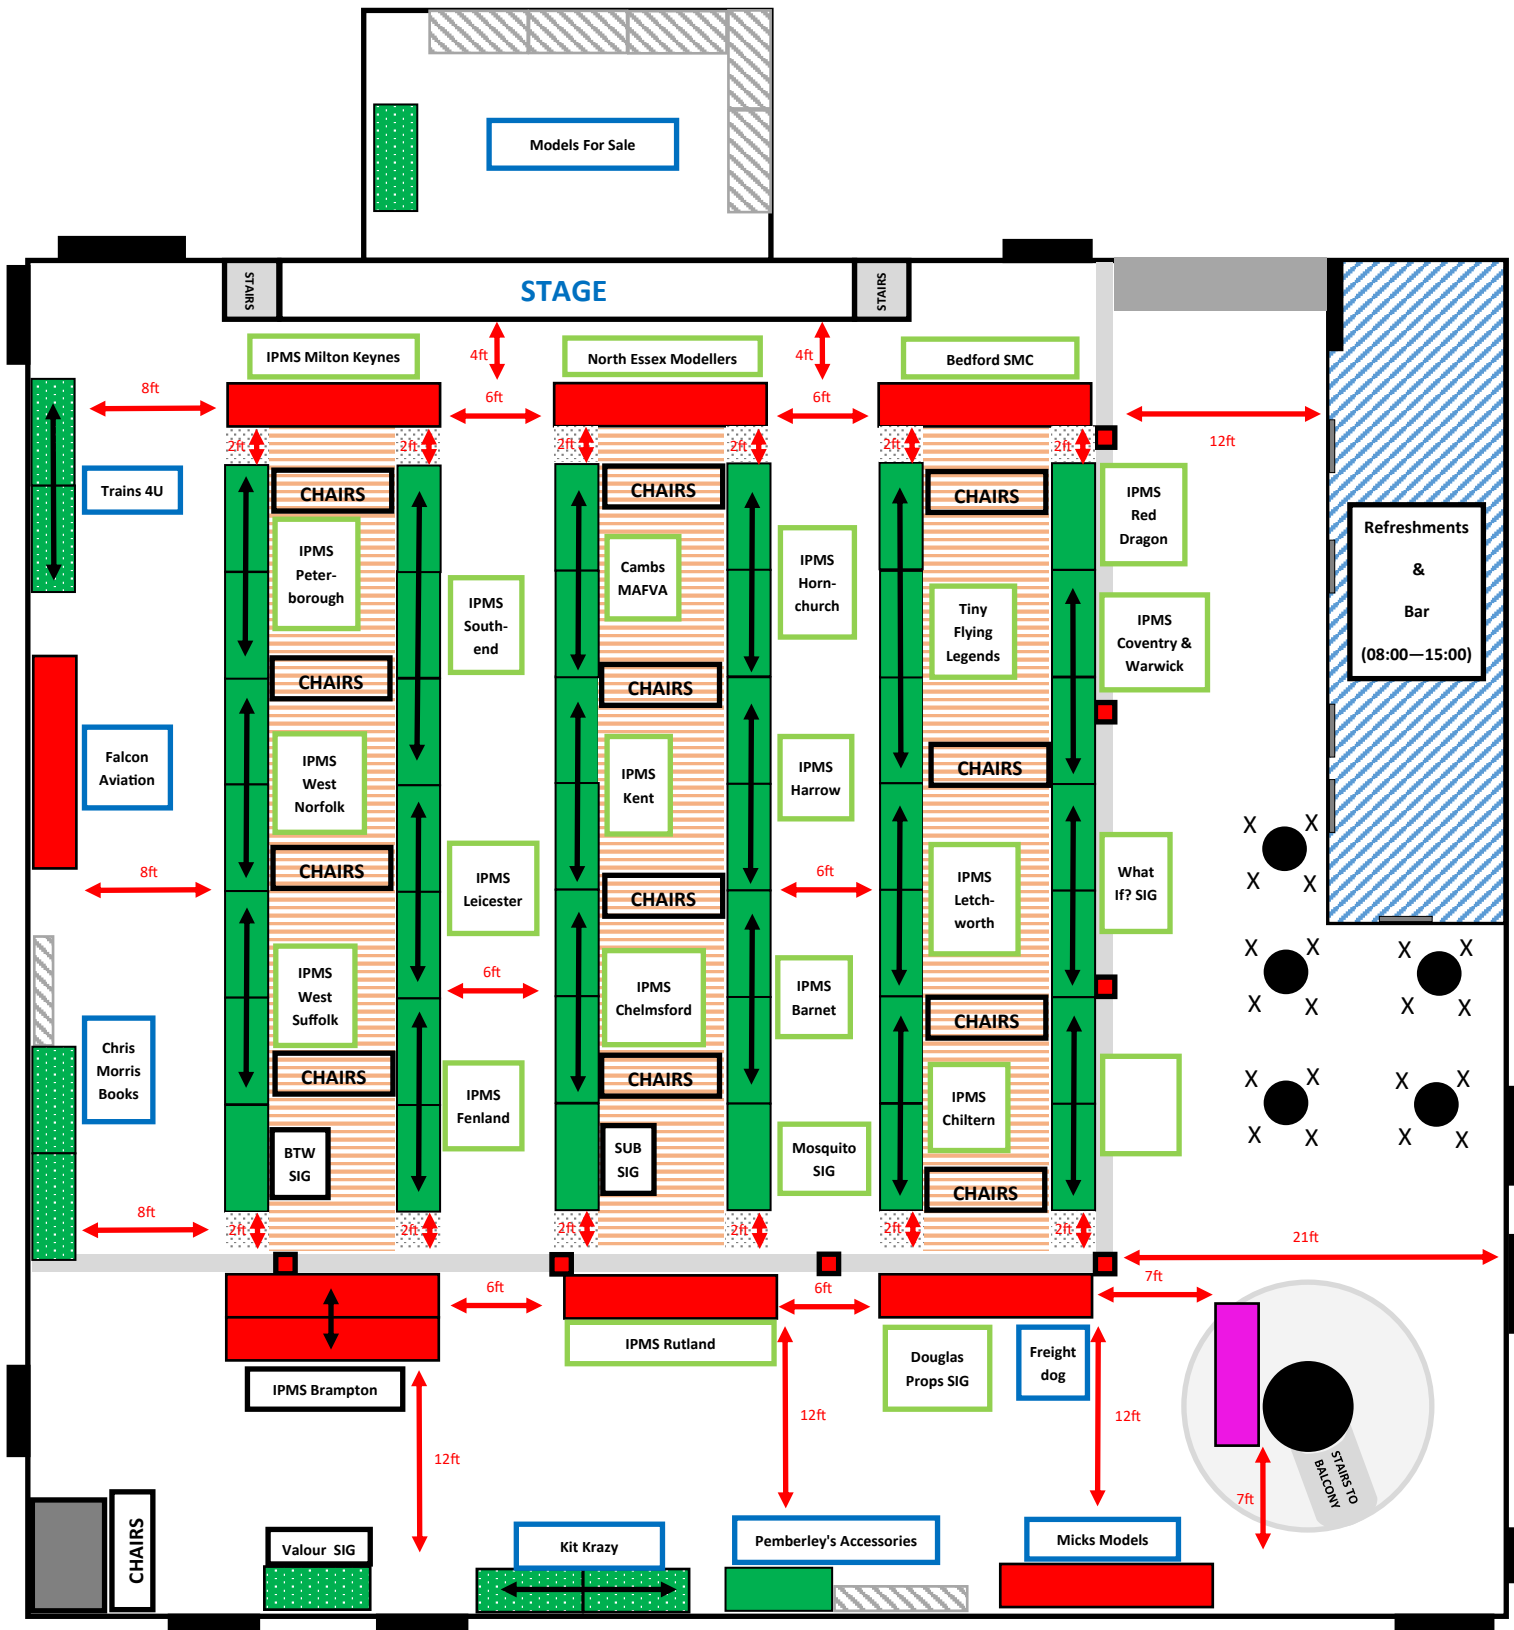 Models For Sale
STAIRS
STAGE
STAIRS
IPMS Milton Keynes
4ft
North Essex Modellers
4ft
Bedford SMC
8ft
6ft
6ft
12ft
2ft
2ft
2ft
2ft
2ft
2ft
Trains 4U
CHAIRS
CHAIRS
CHAIRS
IPMS
Red
Dragon
Refreshments
&
Bar
(08:00—15:00)
IPMS
Peter-
borough
IPMS
South-
end
Cambs
MAFVA
IPMS
Horn-
church
Tiny
Flying
Legends
IPMS
Coventry &
Warwick
CHAIRS
CHAIRS
Falcon
Aviation
IPMS
West
Norfolk
IPMS
Kent
IPMS
Harrow
CHAIRS
8ft
CHAIRS
IPMS
Leicester
CHAIRS
6ft
IPMS
Letch-
worth
What
If? SIG
X X
X X
IPMS
West
Suffolk
6ft
IPMS
Chelmsford
IPMS
Barnet
CHAIRS
X X
X X
X X
X X
Chris
Morris
Books
CHAIRS
IPMS
Fenland
CHAIRS
IPMS
Chiltern
X X
X X
X X
X X
BTW
SIG
SUB
SIG
Mosquito
SIG
CHAIRS
8ft
2ft
2ft
2ft
2ft
2ft
2ft
21ft
6ft
6ft
7ft
IPMS Brampton
IPMS Rutland
Douglas
Props SIG
Freight
dog
12ft
12ft
12ft
STAIRS TO
BALCONY
7ft
CHAIRS
Valour SIG
Kit Krazy
Pemberley's Accessories
Micks Models